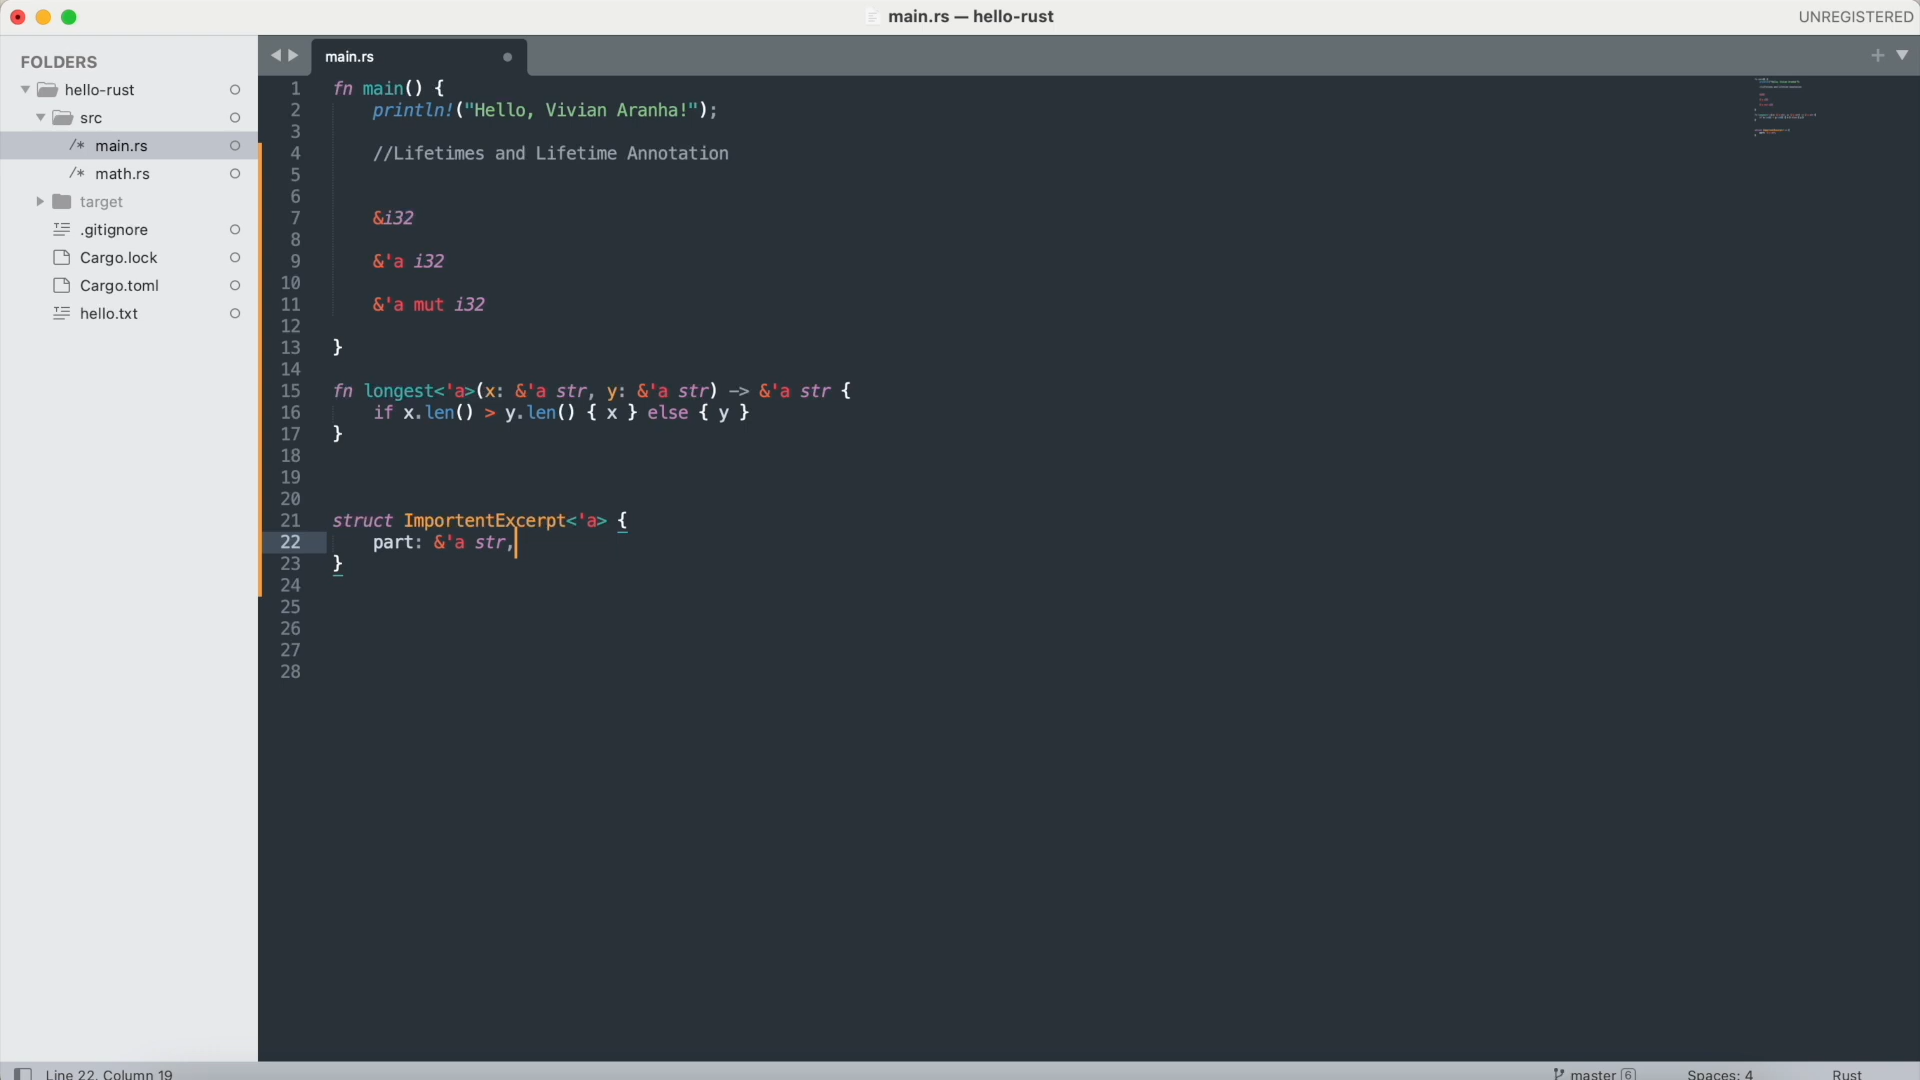 main.rs — hello-rust
UNREGISTERED
FOLDERS
hello-rust
src
/* main.rs
/* math.rs
target
.gitignore
Cargo.lock
Cargo.toml
hello.txt
main.rs
1 fn main() {
2 println!("Hello, Vivian Aranha!");
3
4 //Lifetimes and Lifetime Annotation
5
6
7 &i32
8
9 &'a i32
10
11 &'a mut i32
12
13 }
14
15 fn longest<'a>(x: &'a str, y: &'a str) -> &'a str {
16 if x.len() > y.len() { x } else { y }
17 }
18
19
20
21 struct ImportentExcerpt<'a> {
22 part: &'a str,
23 }
24
25
26
27
28
Line 22, Column 19
master 6
Spaces: 4
Rust